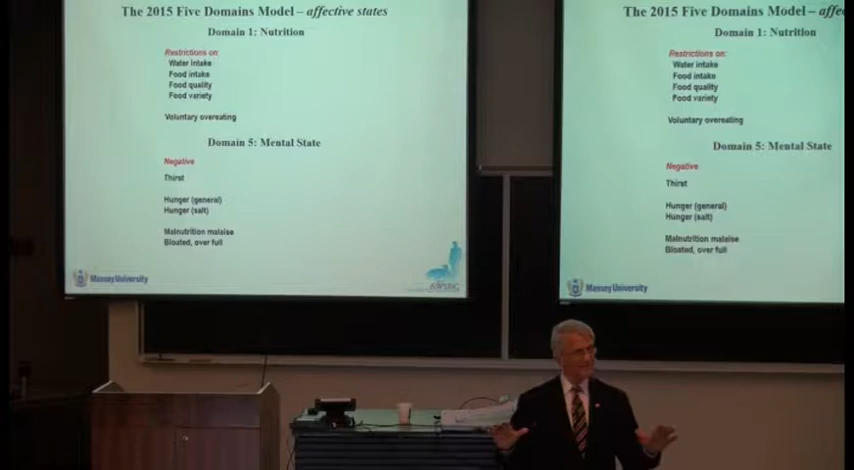 The 2015 Five Domains Model – affective states
Domain 1: Nutrition
Restrictions on:
Water intake
Food intake
Food quality
Food variety
Voluntary overeating
Domain 5: Mental State
Negative
Thirst
Hunger (general)
Hunger (salt)
Malnutrition malaise
Bloated, over full
Massey University
AWSBC
The 2015 Five Domains Model – affe
Domain 1: Nutrition
Restrictions on:
Water intake
Food intake
Food quality
Food variety
Voluntary overeating
Domain 5: Mental State
Negative
Thirst
Hunger (general)
Hunger (salt)
Malnutrition malaise
Bloated, over full
Massey University